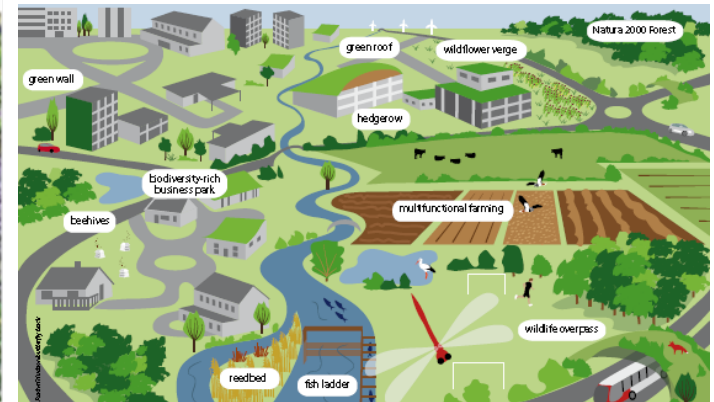 Natura 2000 Forest
green roof
wildflower verge
green wall
hedgerow
biodiversity-rich
business park
multifunctional farming
beehives
wildlife overpass
reedbed
fish ladder